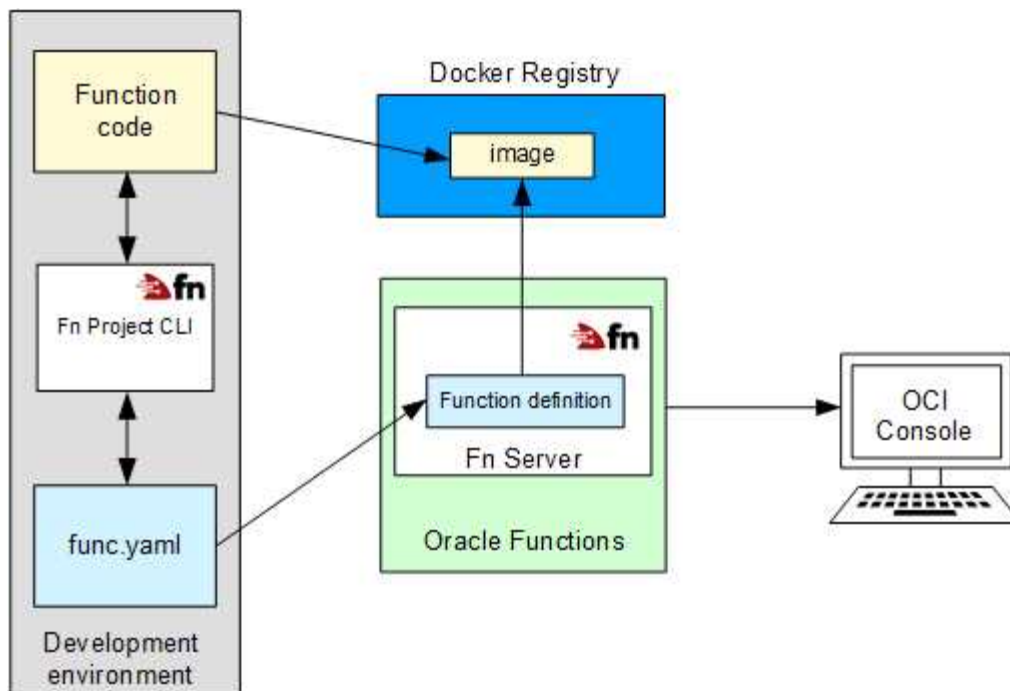 Function
code
fn
Fn Project CLI
func.yaml
Development
environment
Docker Registry
image
fn
Function definition
Fn Server
Oracle Functions
OCI
Console